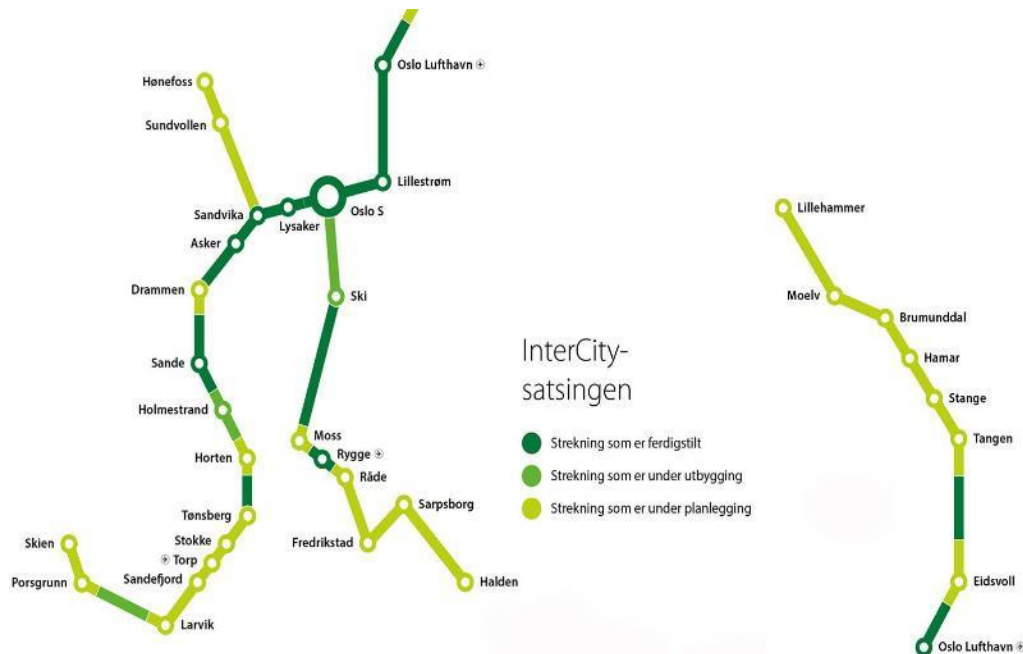 Oslo Lufthavn
Hønefoss
Sundvollen
Lillestrøm
Sandvika
Lysaker
Oslo S
Asker
Drammen
Ski
Sande
Holmestrand
Horten
Moss
Rygge
Råde
Tønsberg
Sarpsborg
Stokke
Torp
Fredrikstad
Skien
Porsgrunn
Sandefjord
Halden
Larvik
InterCity-
satsingen
Strekning som er ferdigstilt
Strekning som er under utbygging
Strekning som er under planlegging
Lillehammer
Moelv
Brumunddal
Hamar
Stange
Tangen
Eidsvoll
Oslo Lufthavn